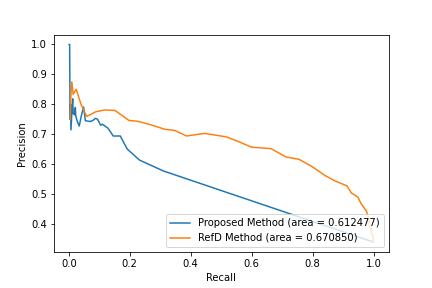 1.0
0.9
0.8
0.7
0.6
0.5
0.4
Precision
Proposed Method (area = 0.612477)
RefD Method (area = 0.670850)
0.0 0.2 0.4 0.6 0.8 1.0
Recall